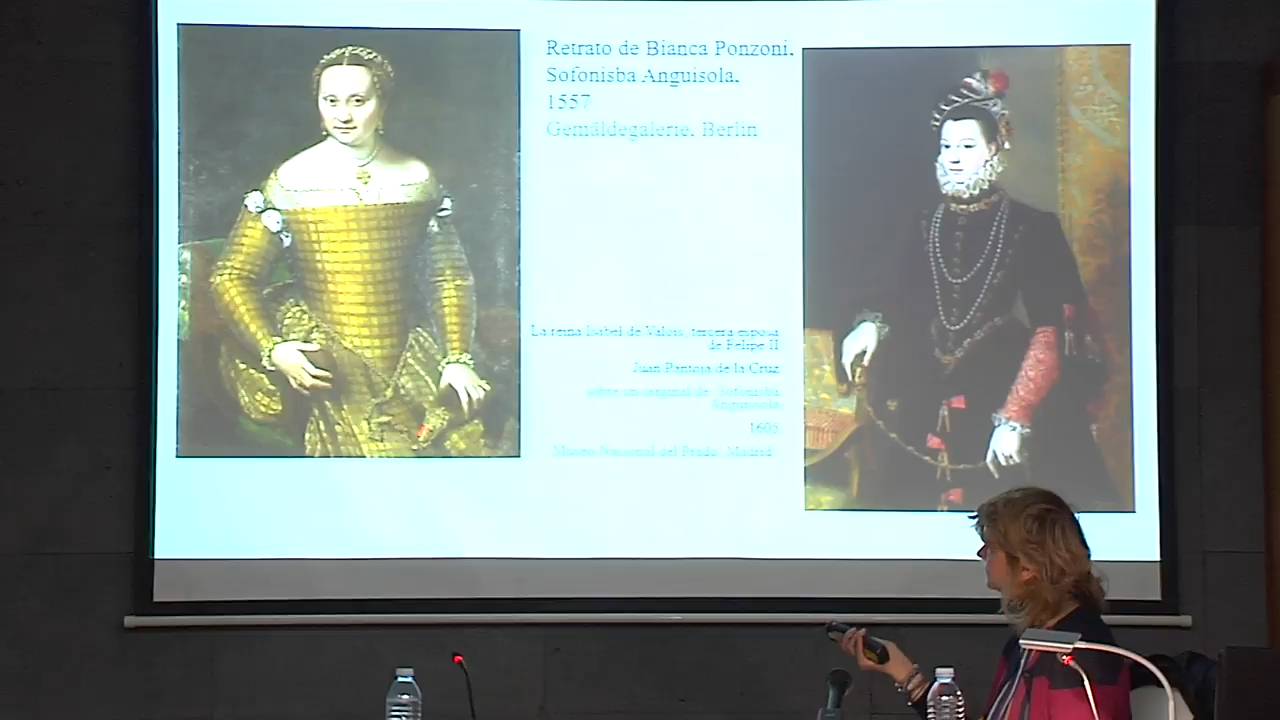 Retrato de Bianca Ponzoni.
Sofonisba Anguisola.
1557
Gemäldegalerie. Berlin
La reina Isabel de Valois, tercera esposa
de Felipe II
Juan Pantoja de la Cruz
sobre un original de Sofonisba
Anguissola
1605
Museo Nacional del Prado. Madrid